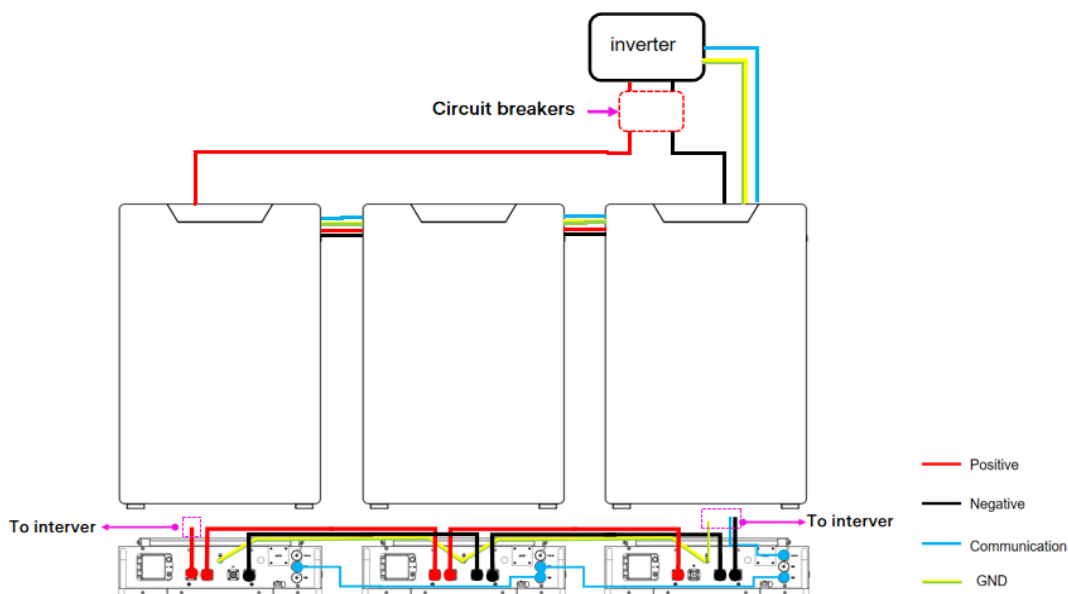 inverter
Circuit breakers
To interver
To interver
Positive
Negative
Communication
GND